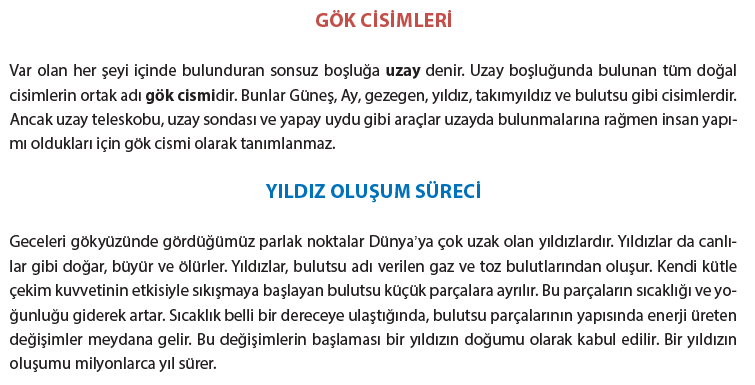 GÖK CİSİMLERİ
Var olan her şeyi içinde bulunduran sonsuz boşluğa uzay denir. Uzay boşluğunda bulunan tüm doğal
cisimlerin ortak adı gök cismidir. Bunlar Güneş, Ay, gezegen, yıldız, takımyıldız ve bulutsu gibi cisimlerdir.
Ancak uzay teleskobu, uzay sondası ve yapay uydu gibi araçlar uzayda bulunmalarına rağmen insan yapı-
mı oldukları için gök cismi olarak tanımlanmaz.
YILDIZ OLUŞUM SÜRECİ
Geceleri gökyüzünde gördüğümüz parlak noktalar Dünya’ya çok uzak olan yıldızlardır. Yıldızlar da canlı-
lar gibi doğar, büyür ve ölürler. Yıldızlar, bulutsu adı verilen gaz ve toz bulutlarından oluşur. Kendi kütle
çekim kuvvetinin etkisiyle sıkışmaya başlayan bulutsu küçük parçalara ayrılır. Bu parçaların sıcaklığı ve yo-
ğunluğu giderek artar. Sıcaklık belli bir dereceye ulaştığında, bulutsu parçalarının yapısında enerji üreten
değişimler meydana gelir. Bu değişimlerin başlaması bir yıldızın doğumu olarak kabul edilir. Bir yıldızın
oluşumu milyonlarca yıl sürer.